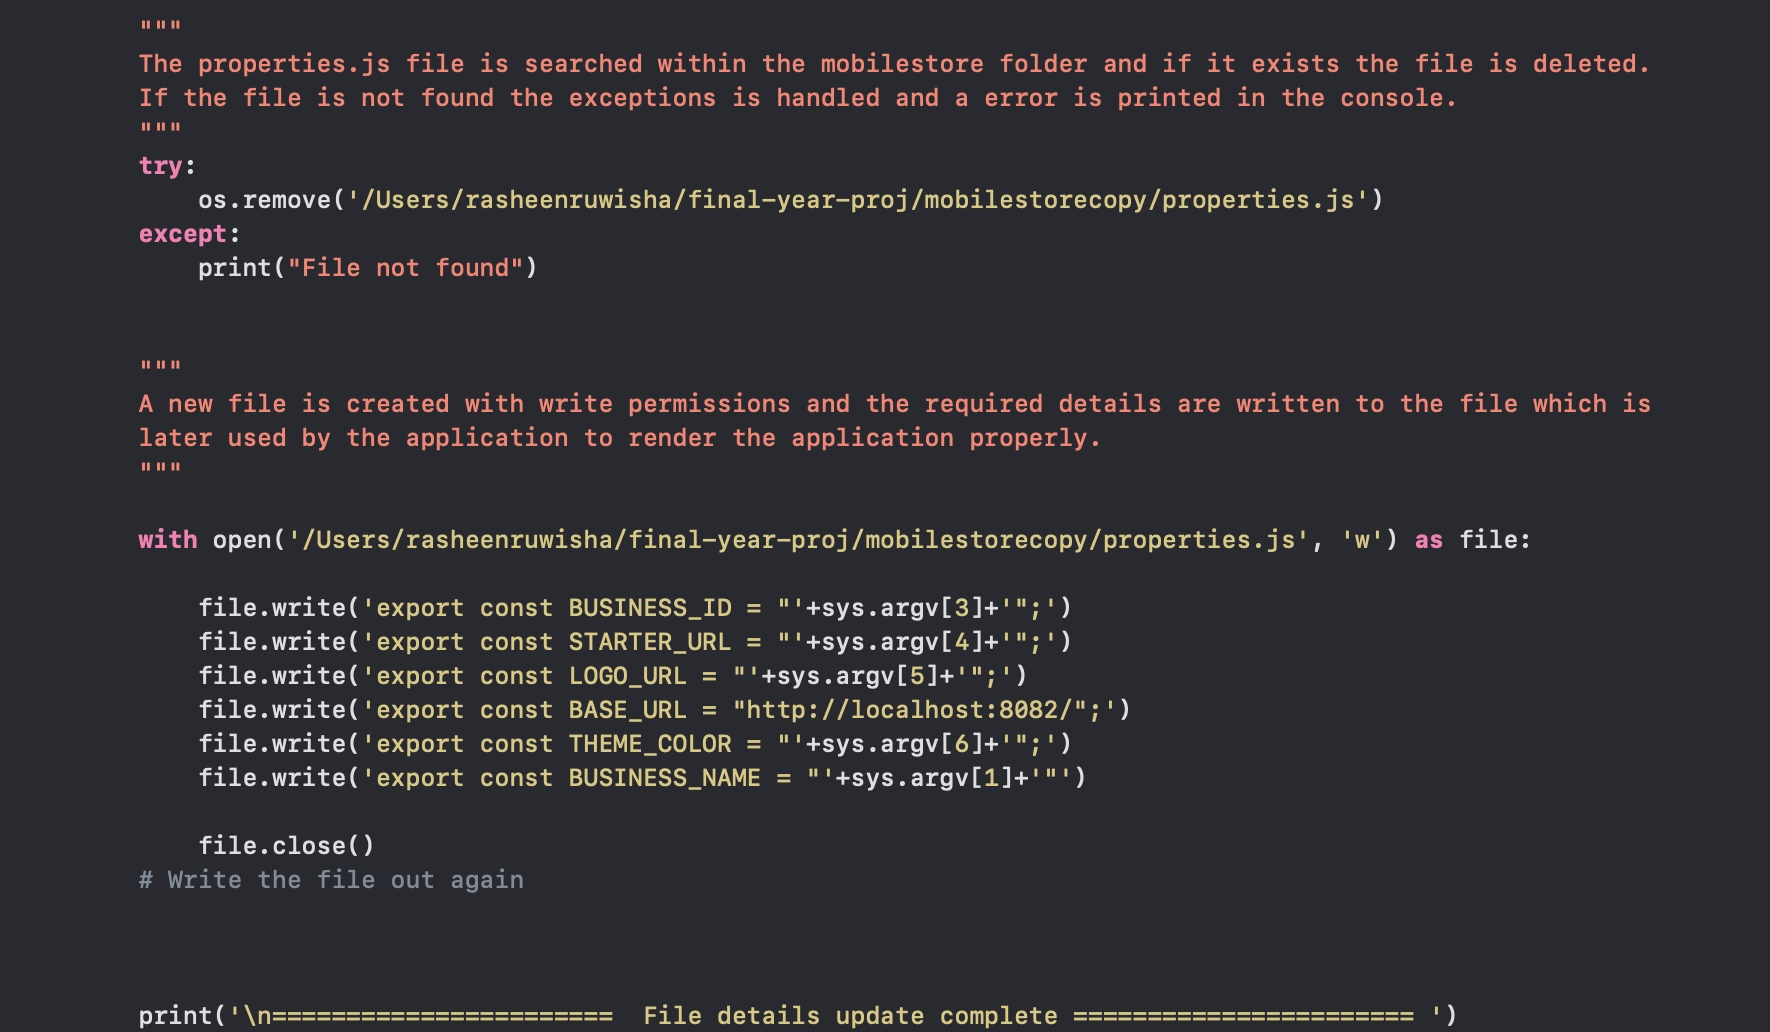 """
The properties.js file is searched within the mobilestore folder and if it exists the file is deleted.
If the file is not found the exceptions is handled and a error is printed in the console.
"""
try:
    os.remove('/Users/rasheenruwisha/final-year-proj/mobilestorecopy/properties.js')
except:
    print("File not found")
"""
A new file is created with write permissions and the required details are written to the file which is
later used by the application to render the application properly.
"""
with open('/Users/rasheenruwisha/final-year-proj/mobilestorecopy/properties.js', 'w') as file:
    file.write('export const BUSINESS_ID = "'+sys.argv[3]+'";')
    file.write('export const STARTER_URL = "'+sys.argv[4]+'";')
    file.write('export const LOGO_URL = "'+sys.argv[5]+'";')
    file.write('export const BASE_URL = "http://localhost:8082/";')
    file.write('export const THEME_COLOR = "'+sys.argv[6]+'";')
    file.write('export const BUSINESS_NAME = "'+sys.argv[1]+'"')
    file.close()
# Write the file out again
print('\n=======================  File details update complete ======================= ')